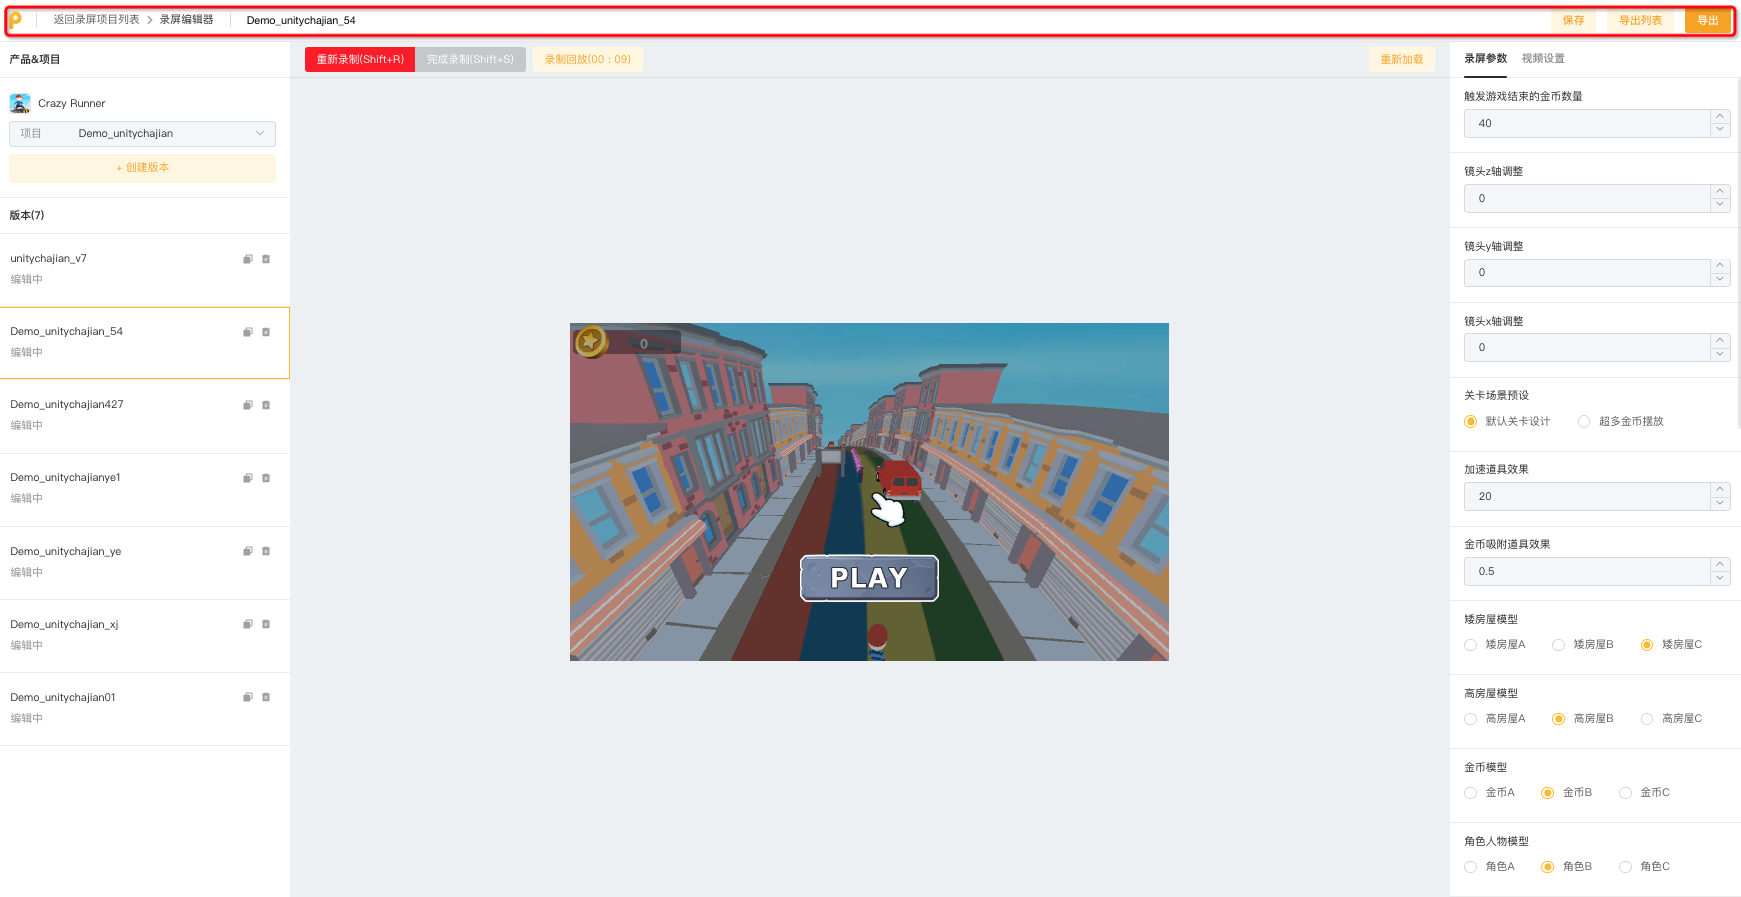 返回录屏项目列表 > 录屏编辑器 Demo_unitychajian_54 保存 导出列表 导出
产品&项目
Crazy Runner
项目 Demo_unitychajian
+ 创建版本
版本(7)
unitychajian_v7
编辑中
Demo_unitychajian_54
编辑中
Demo_unitychajian427
编辑中
Demo_unitychajianye1
编辑中
Demo_unitychajian_ye
编辑中
Demo_unitychajian_xj
编辑中
Demo_unitychajian01
编辑中
重新录制(Shift+R) 完成录制(Shift+S) 录制回放(00 : 09) 重新加载
0
PLAY
录屏参数 视频设置
触发游戏结束的金币数量
40
镜头z轴调整
0
镜头y轴调整
0
镜头x轴调整
0
关卡场景预设
默认关卡设计 超多金币摆放
加速道具效果
20
金币吸附道具效果
0.5
矮房屋模型
矮房屋A 矮房屋B 矮房屋C
高房屋模型
高房屋A 高房屋B 高房屋C
金币模型
金币A 金币B 金币C
角色人物模型
角色A 角色B 角色C